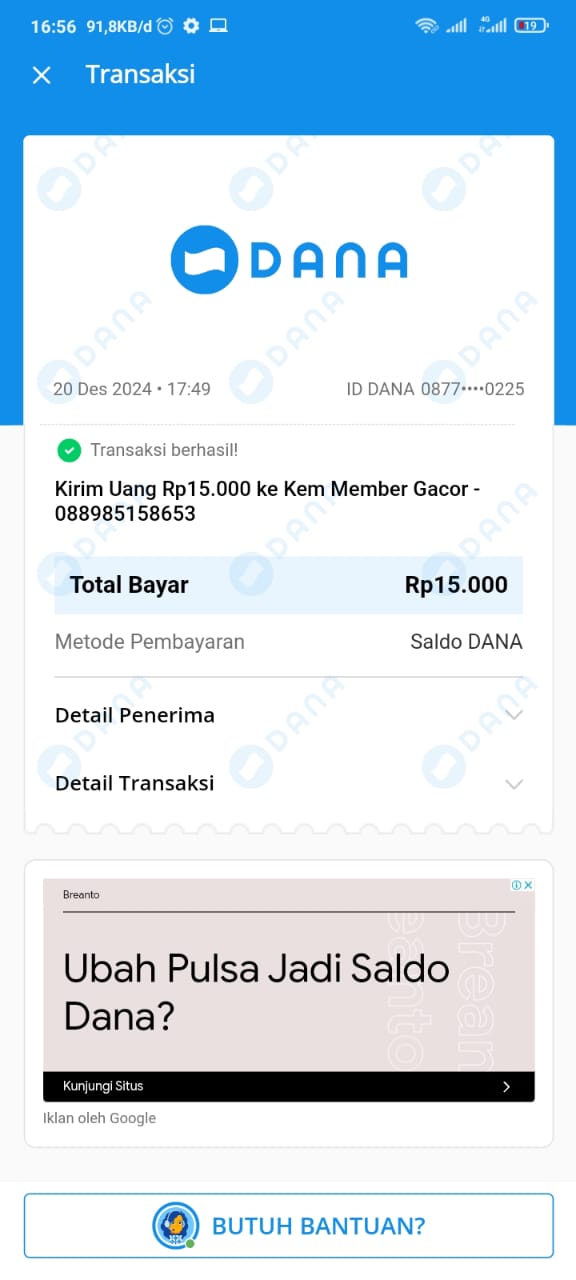 16:56 91,8KB/d
4G
19
Transaksi
DANA
20 Des 2024 • 17:49
ID DANA 0877••••0225
Transaksi berhasil!
Kirim Uang Rp15.000 ke Kem Member Gacor -
088985158653
Total Bayar Rp15.000
Metode Pembayaran Saldo DANA
Detail Penerima
Detail Transaksi
Breanto
Ubah Pulsa Jadi Saldo
Dana?
Breanto
Kunjungi Situs
Iklan oleh Google
BUTUH BANTUAN?